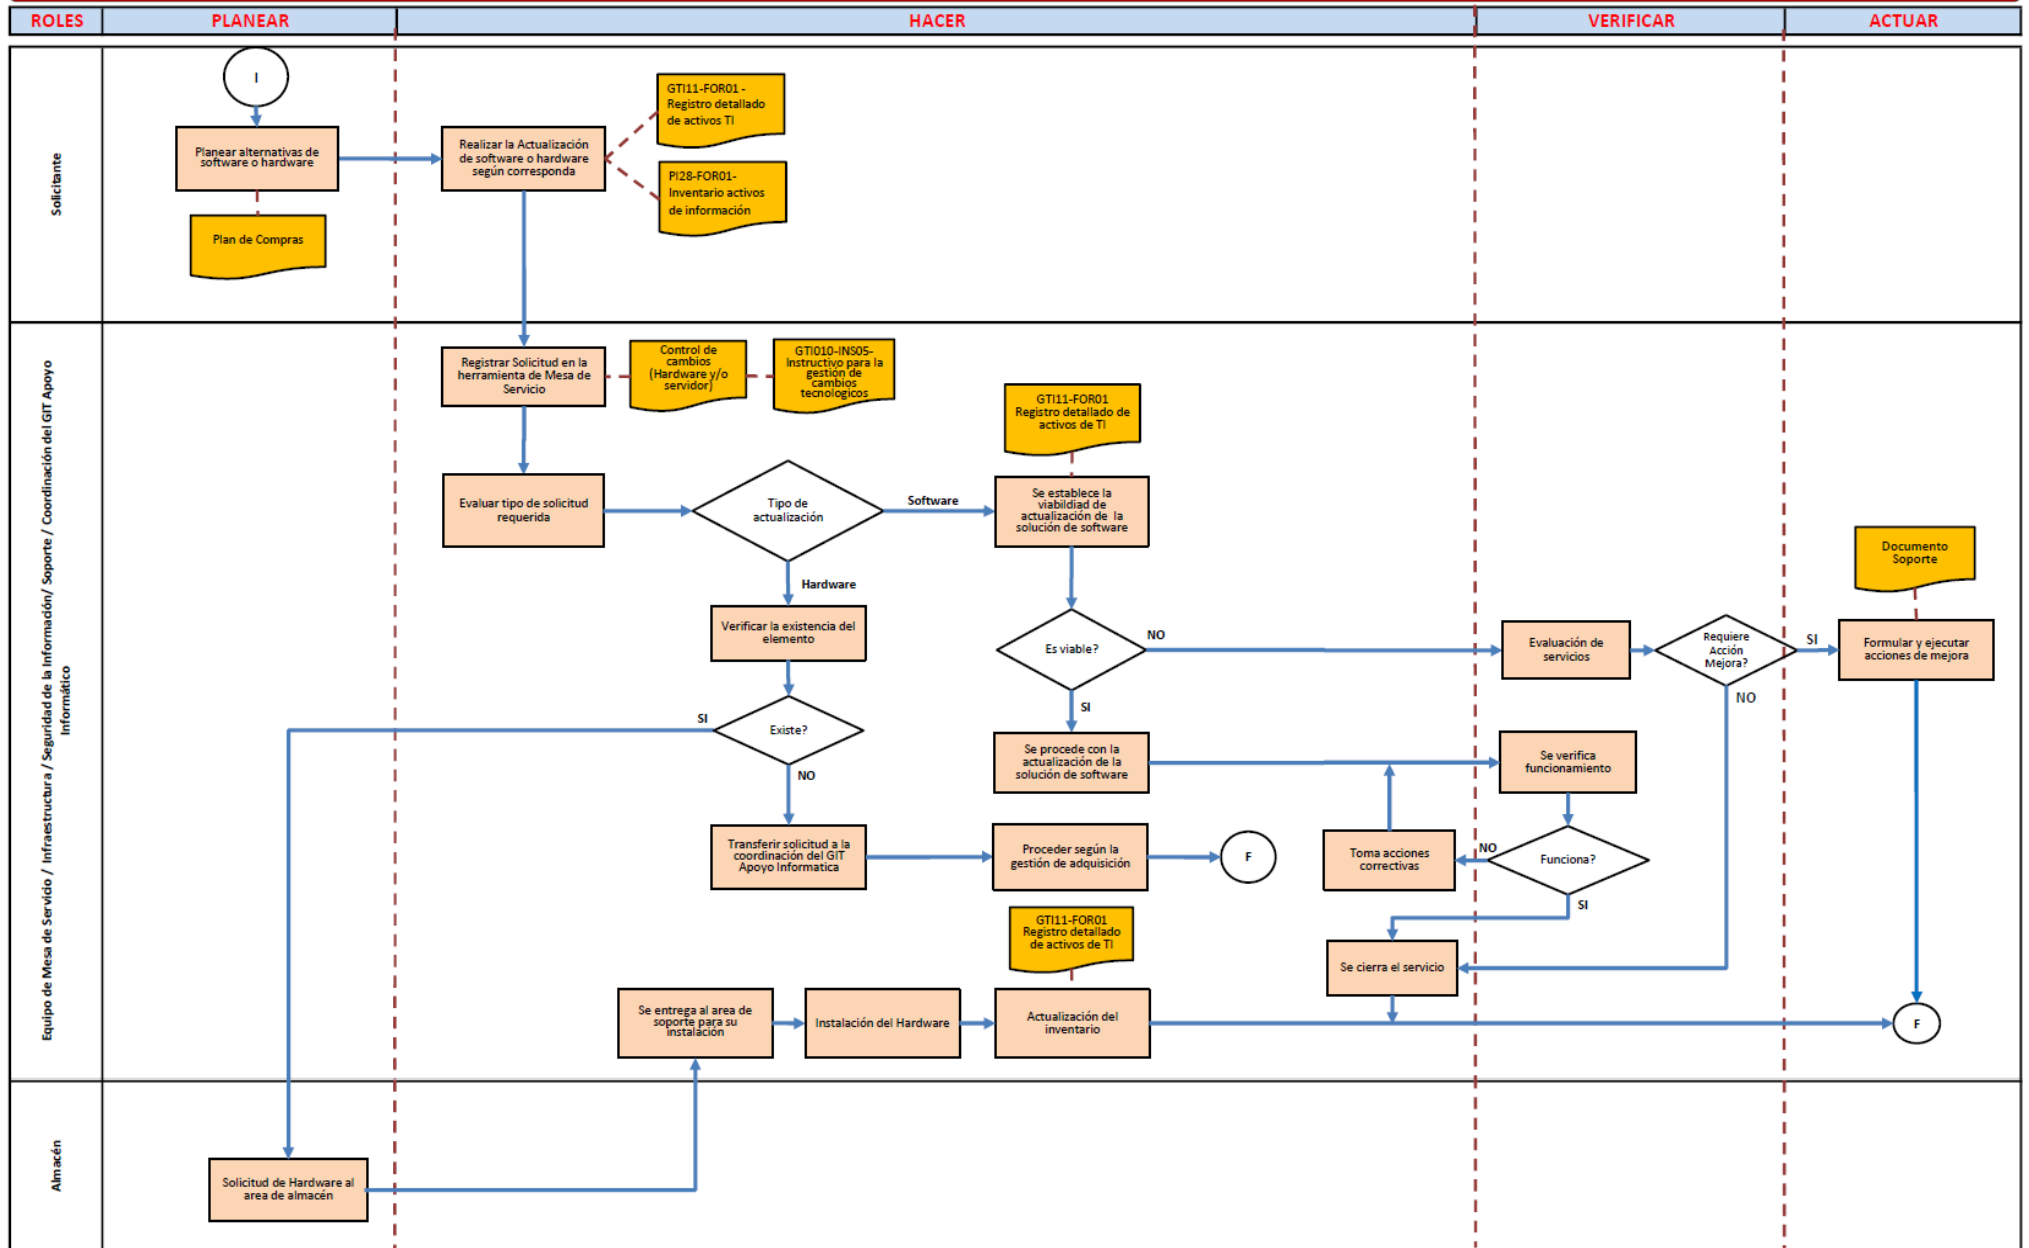 ROLES
PLANEAR
HACER
VERIFICAR
ACTUAR
Solicitante
I
Planear alternativas de
software o hardware
Plan de Compras
Realizar la Actualización
de software o hardware
según corresponda
GTI11-FOR01 -
Registro detallado
de activos TI
PI28-FOR01-
Inventario activos
de información
Equipo de Mesa de Servicio / Infraestructura / Seguridad de la Información/ Soporte / Coordinación del GIT Apoyo
Informático
Registrar Solicitud en la
herramienta de Mesa de
Servicio
Control de
cambios
(Hardware y/o
servidor)
GTI010-INS05-
Instructivo para la
gestión de
cambios
tecnologicos
GTI11-FOR01
Registro detallado de
activos de TI
Evaluar tipo de solicitud
requerida
Tipo de
actualización
Software
Se establece la
viabildiad de
actualización de la
solución de software
Hardware
Verificar la existencia del
elemento
Es viable?
NO
Evaluación de
servicios
Requiere
Acción
Mejora?
SI
Documento
Soporte
Formular y ejecutar
acciones de mejora
NO
SI
Existe?
SI
NO
Se procede con la
actualización de la
solución de software
Se verifica
funcionamiento
Transferir solicitud a la
coordinación del GIT
Apoyo Informatica
Proceder según la
gestión de adquisición
F
Toma acciones
correctivas
NO
Funciona?
SI
GTI11-FOR01
Registro detallado
de activos de TI
Se cierra el servicio
Se entrega al area de
soporte para su
instalación
Instalación del Hardware
Actualización del
inventario
F
Almacén
Solicitud de Hardware al
area de almacén